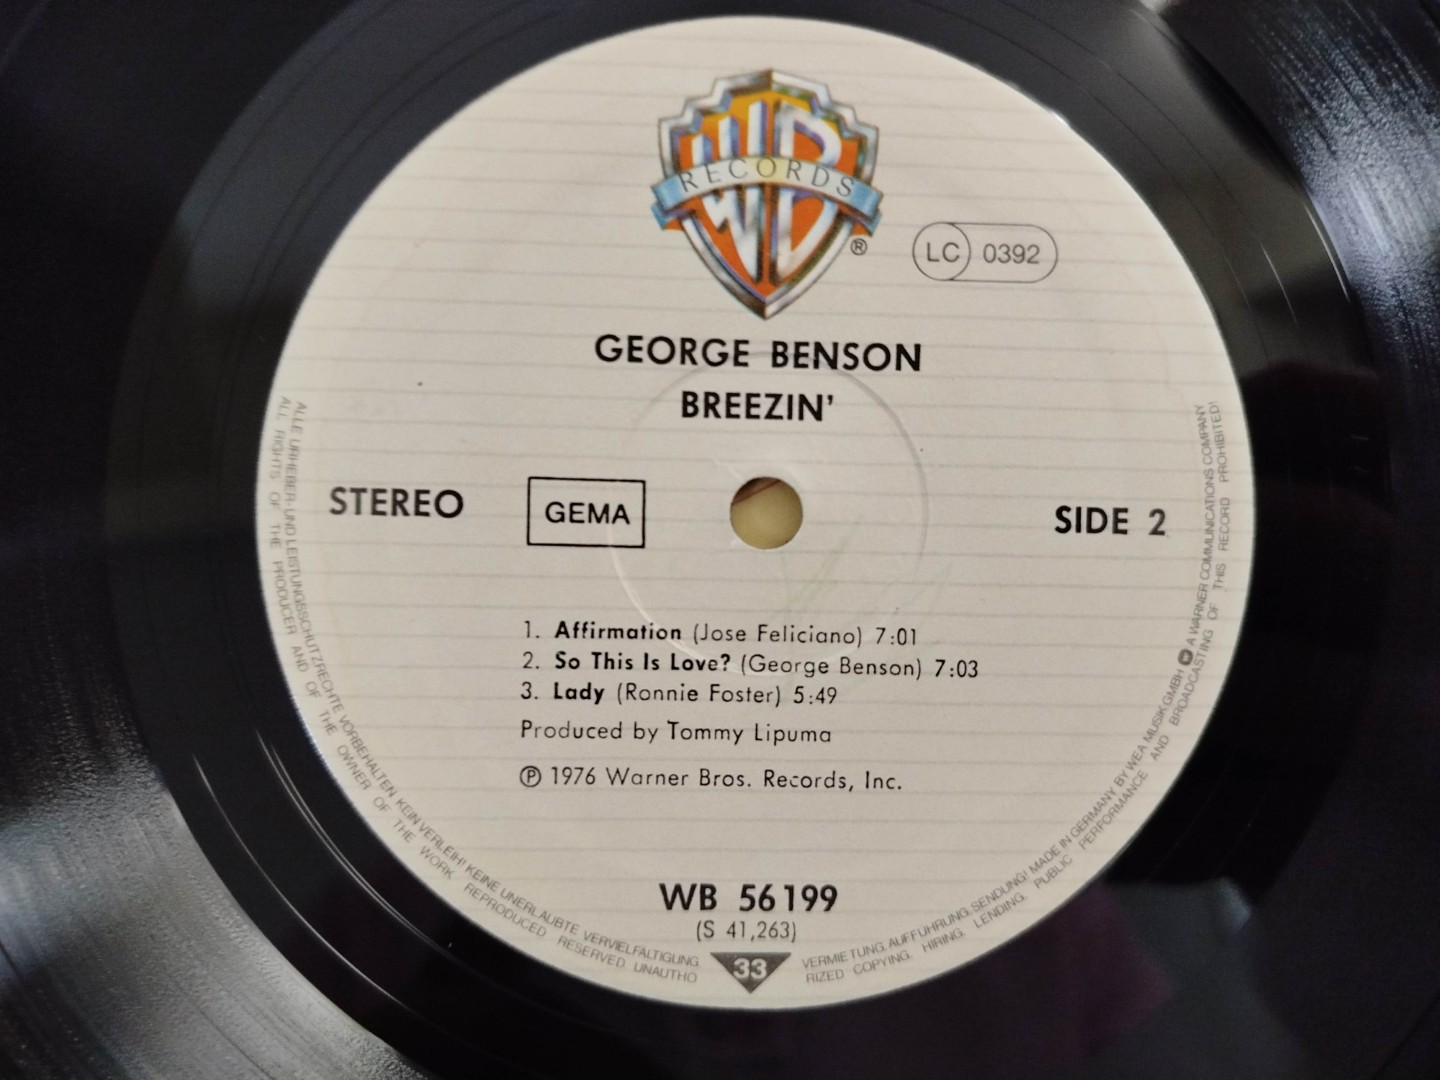 WB
RECORDS
®
LC 0392
GEORGE BENSON
BREEZIN'
STEREO
GEMA
SIDE 2
1. Affirmation (Jose Feliciano) 7:01
2. So This Is Love? (George Benson) 7:03
3. Lady (Ronnie Foster) 5:49
Produced by Tommy Lipuma
Ⓟ 1976 Warner Bros. Records, Inc.
WB 56 199
(S 41,263)
33
ALLE URHEBER- UND LEISTUNGSSCHUTZRECHTE VORBEHALTEN. KEIN VERLEIH! KEINE UNERLAUBTE VERVIELFÄLTIGUNG, VERMIETUNG, AUFFÜHRUNG, SENDUNG! MADE IN GERMANY BY WEA MUSIK GMBH A WARNER COMMUNICATIONS COMPANY
ALL RIGHTS OF THE PRODUCER AND OF THE OWNER OF THE WORK REPRODUCED RESERVED. UNAUTHORIZED COPYING, HIRING, LENDING, PUBLIC PERFORMANCE AND BROADCASTING OF THIS RECORD PROHIBITED!